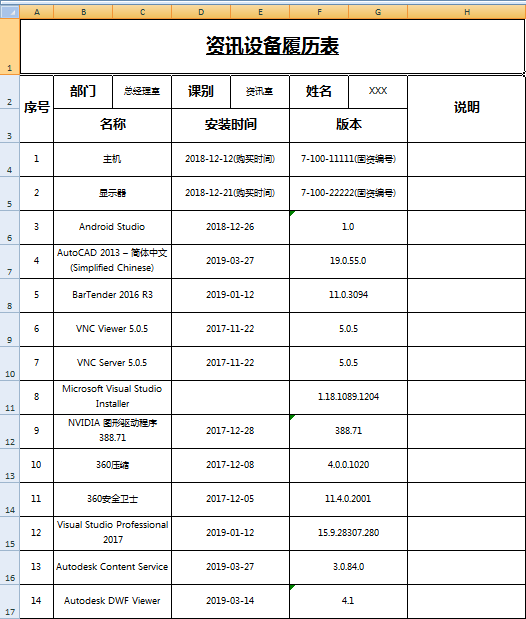 A B C D E F G H
1 资讯设备履历表
2 序号 部门 总经理室 课别 资讯室 姓名 XXX 说明
3 名称 安装时间 版本
4 1 主机 2018-12-12(购买时间) 7-100-11111(固资编号)
5 2 显示器 2018-12-21(购买时间) 7-100-22222(固资编号)
6 3 Android Studio 2018-12-26 1.0
7 4 AutoCAD 2013 – 简体中文
(Simplified Chinese) 2019-03-27 19.0.55.0
8 5 BarTender 2016 R3 2019-01-12 11.0.3094
9 6 VNC Viewer 5.0.5 2017-11-22 5.0.5
10 7 VNC Server 5.0.5 2017-11-22 5.0.5
11 8 Microsoft Visual Studio
Installer 1.18.1089.1204
12 9 NVIDIA 图形驱动程序
388.71 2017-12-28 388.71
13 10 360压缩 2017-12-08 4.0.0.1020
14 11 360安全卫士 2017-12-05 11.4.0.2001
15 12 Visual Studio Professional
2017 2019-01-12 15.9.28307.280
16 13 Autodesk Content Service 2019-03-27 3.0.84.0
17 14 Autodesk DWF Viewer 2019-03-14 4.1